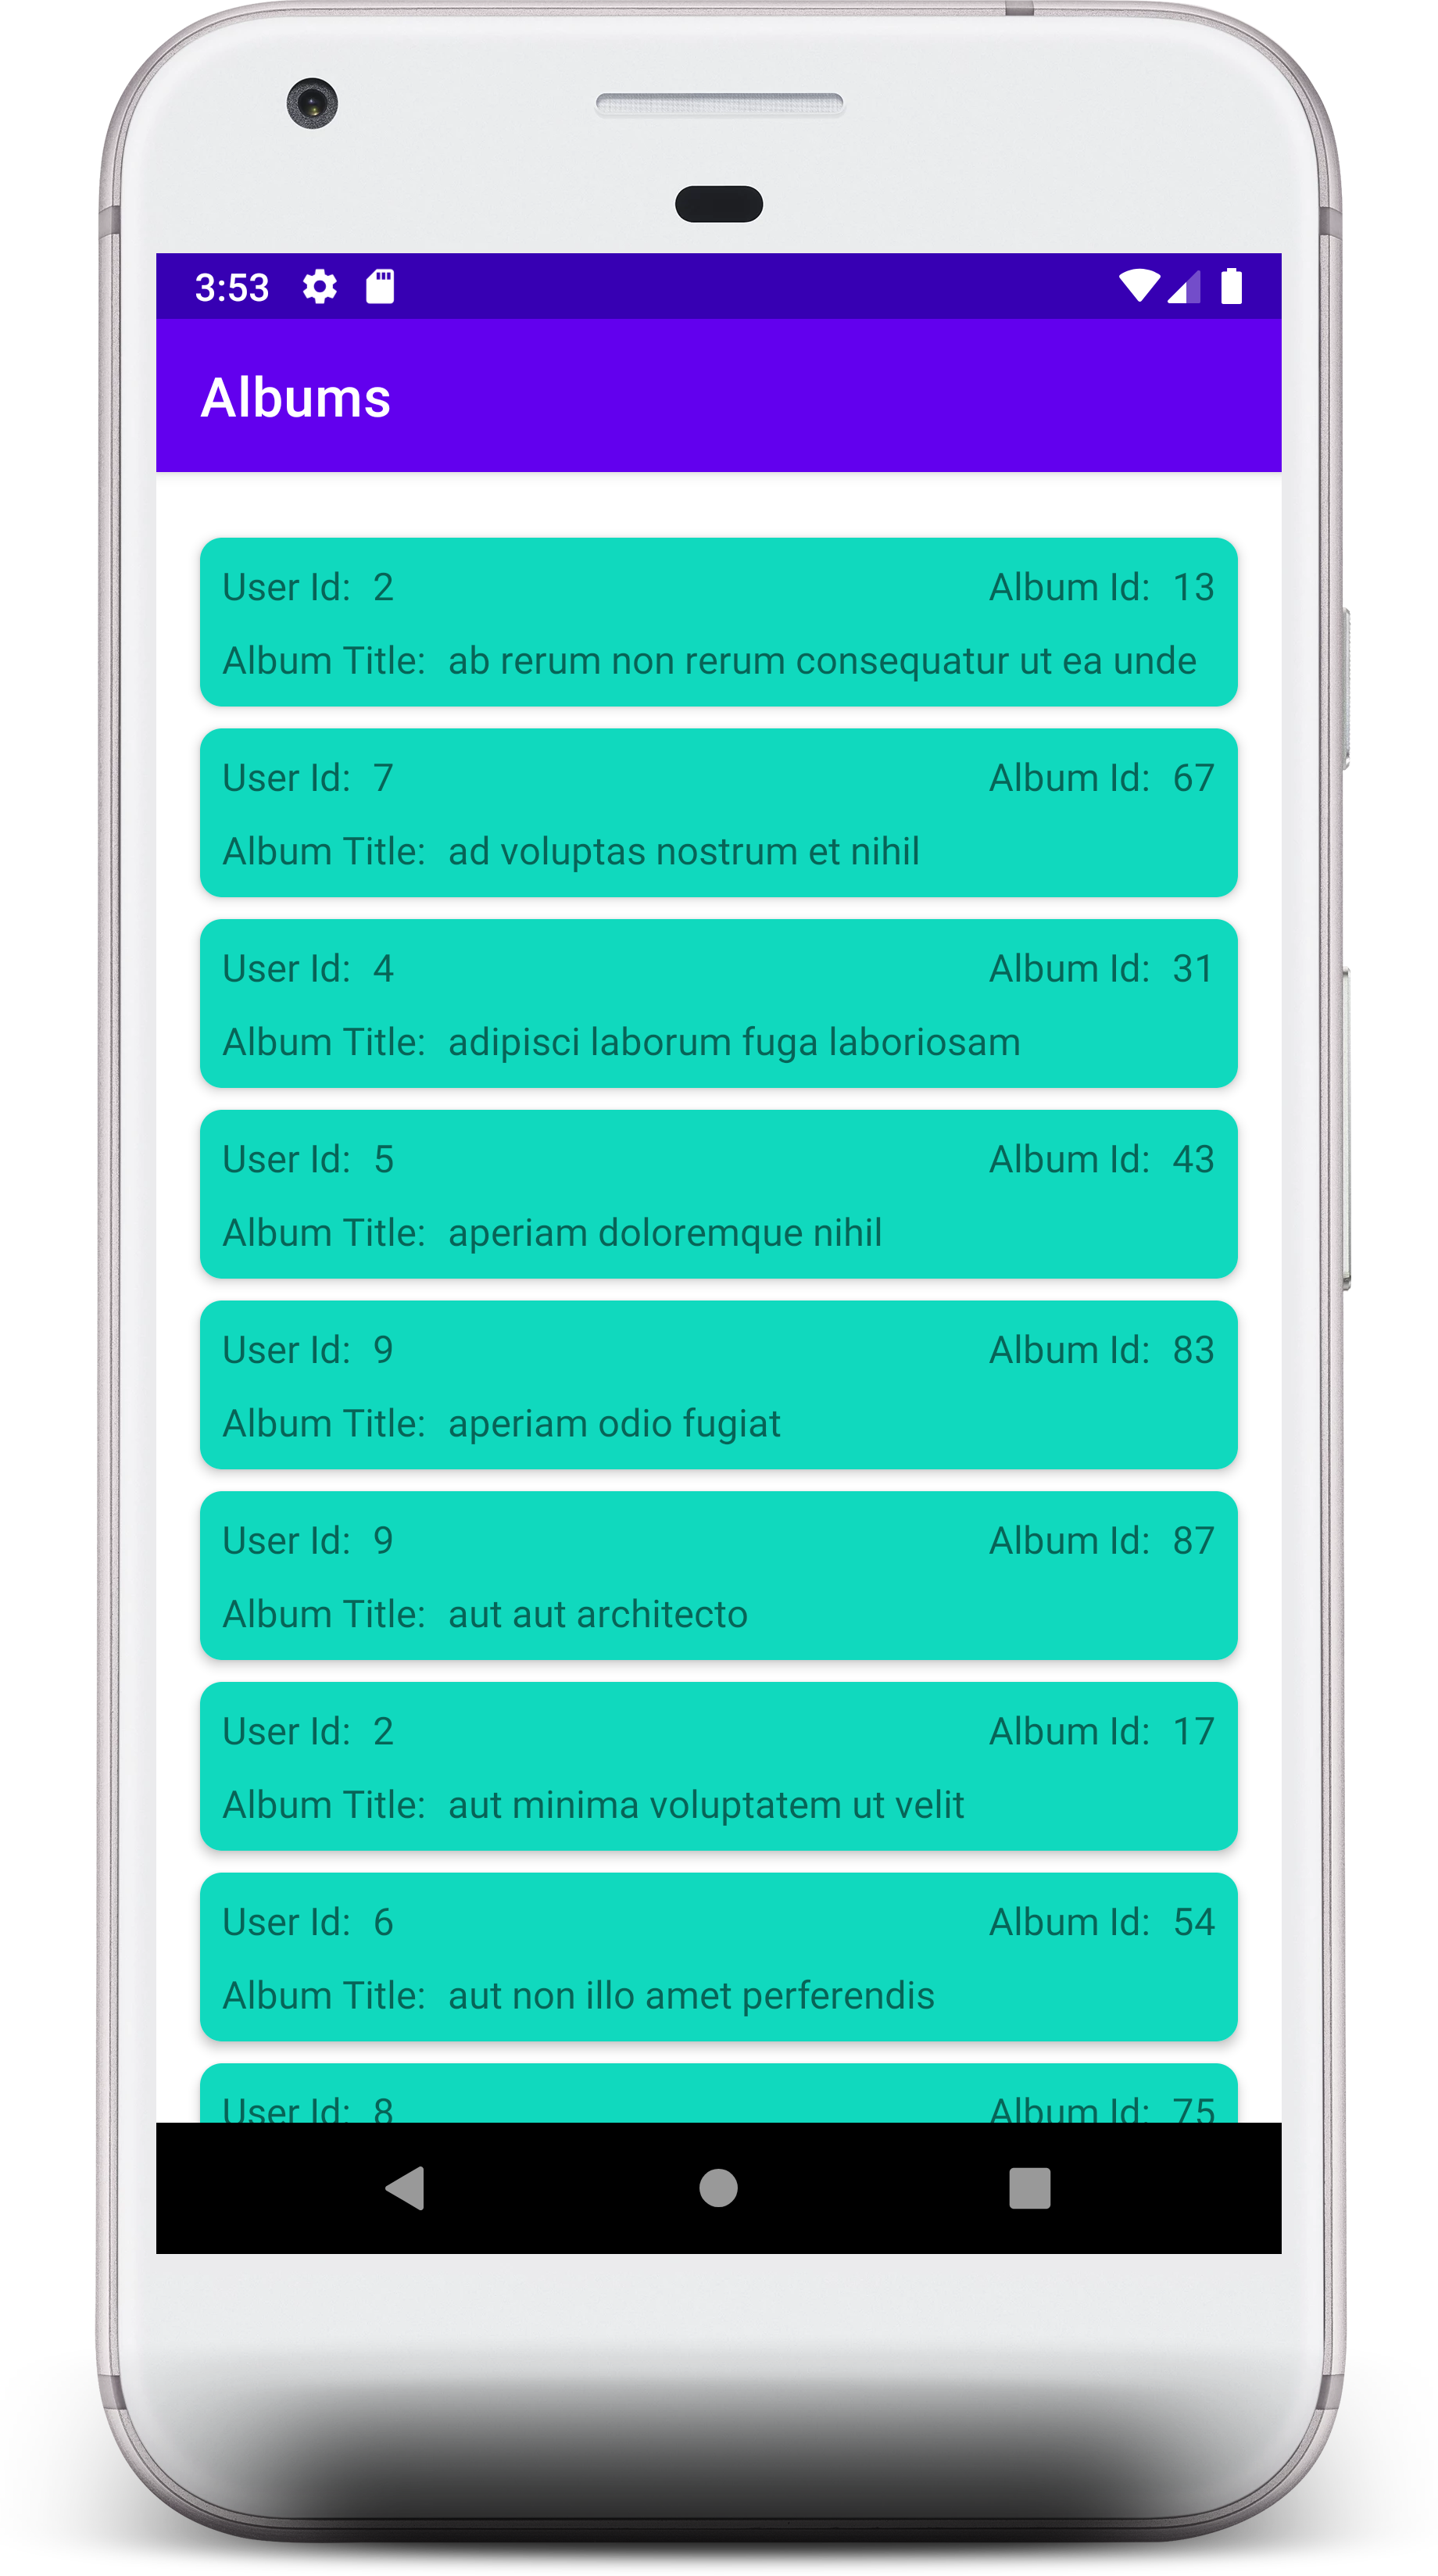 3:53
Albums
User Id: 2 Album Id: 13
Album Title: ab rerum non rerum consequatur ut ea unde
User Id: 7 Album Id: 67
Album Title: ad voluptas nostrum et nihil
User Id: 4 Album Id: 31
Album Title: adipisci laborum fuga laboriosam
User Id: 5 Album Id: 43
Album Title: aperiam doloremque nihil
User Id: 9 Album Id: 83
Album Title: aperiam odio fugiat
User Id: 9 Album Id: 87
Album Title: aut aut architecto
User Id: 2 Album Id: 17
Album Title: aut minima voluptatem ut velit
User Id: 6 Album Id: 54
Album Title: aut non illo amet perferendis
User Id: 8 Album Id: 75